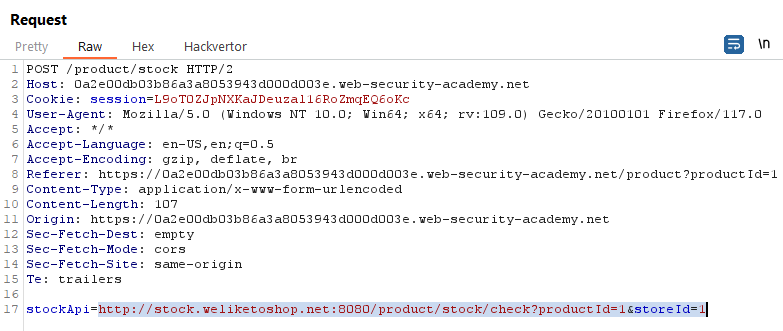 Request
Pretty Raw Hex Hackvertor \n
1 POST /product/stock HTTP/2
2 Host: 0a2e00db03b86a3a8053943d000d003e.web-security-academy.net
3 Cookie: session=L9oT0ZJpNXKaJDeuzal16RoZmqEQ6oKc
4 User-Agent: Mozilla/5.0 (Windows NT 10.0; Win64; x64; rv:109.0) Gecko/20100101 Firefox/117.0
5 Accept: */*
6 Accept-Language: en-US,en;q=0.5
7 Accept-Encoding: gzip, deflate, br
8 Referer: https://0a2e00db03b86a3a8053943d000d003e.web-security-academy.net/product?productId=1
9 Content-Type: application/x-www-form-urlencoded
10 Content-Length: 107
11 Origin: https://0a2e00db03b86a3a8053943d000d003e.web-security-academy.net
12 Sec-Fetch-Dest: empty
13 Sec-Fetch-Mode: cors
14 Sec-Fetch-Site: same-origin
15 Te: trailers
16
17 stockApi=http://stock.weliketoshop.net:8080/product/stock/check?productId=1&storeId=1